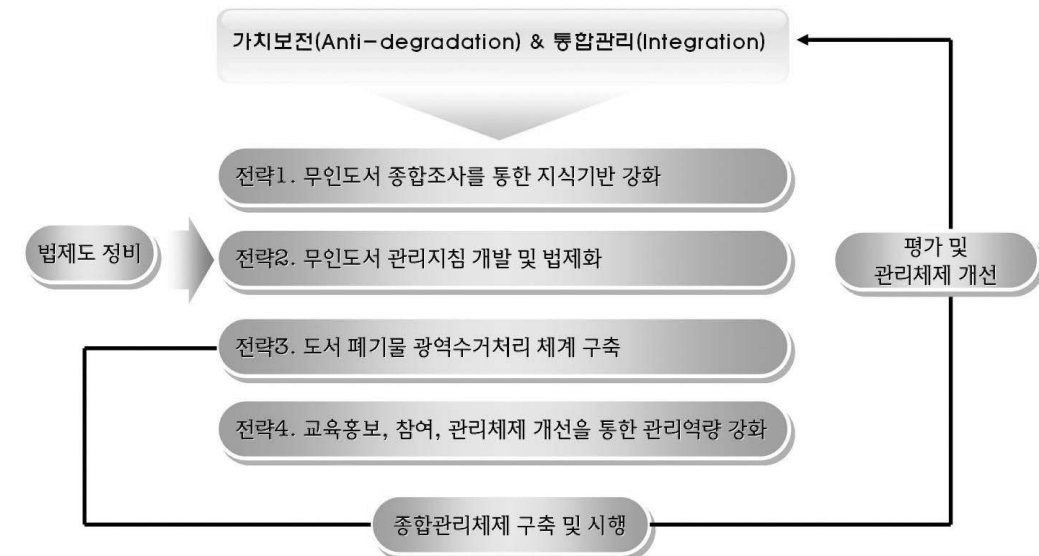 가치보전(Anti-degradation) & 통합관리(Integration)
전략1. 무인도서 종합조사를 통한 지식기반 강화
법제도 정비
전략2. 무인도서 관리지침 개발 및 법제화
평가 및
관리체제 개선
전략3. 도서 폐기물 광역수거처리 체계 구축
전략4. 교육홍보, 참여, 관리체제 개선을 통한 관리역량 강화
종합관리체제 구축 및 시행